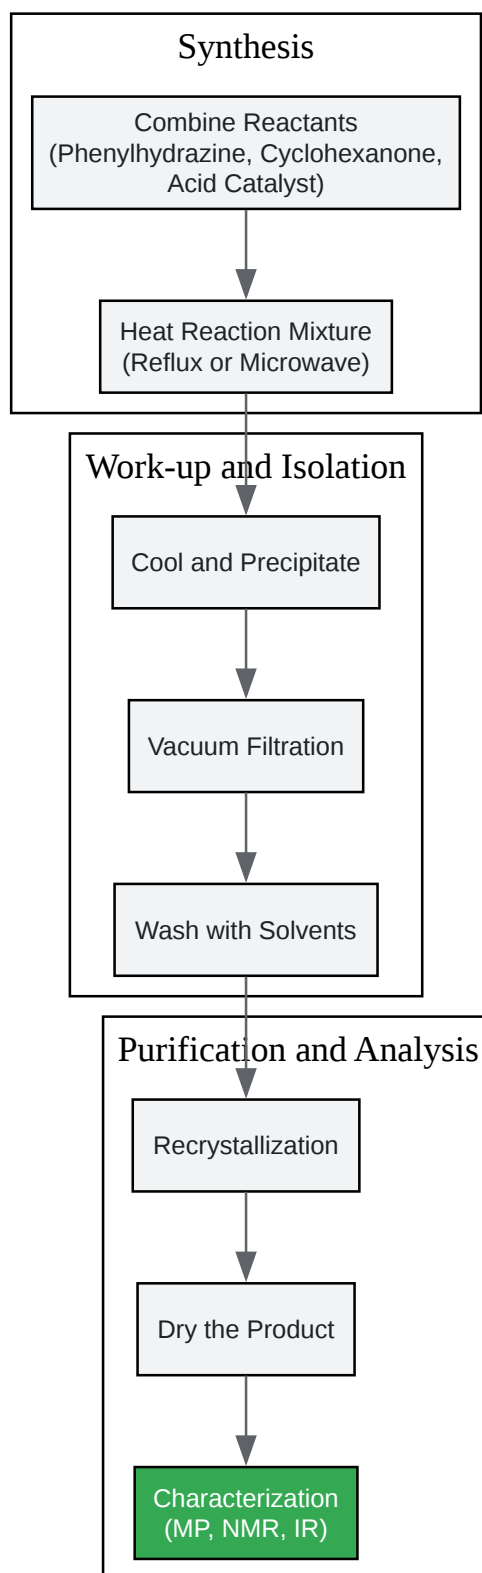 Synthesis
Combine Reactants
(Phenylhydrazine, Cyclohexanone,
Acid Catalyst)
Heat Reaction Mixture
(Reflux or Microwave)
Work-up and Isolation
Cool and Precipitate
Vacuum Filtration
Wash with Solvents
Purification and Analysis
Recrystallization
Dry the Product
Characterization
(MP, NMR, IR)